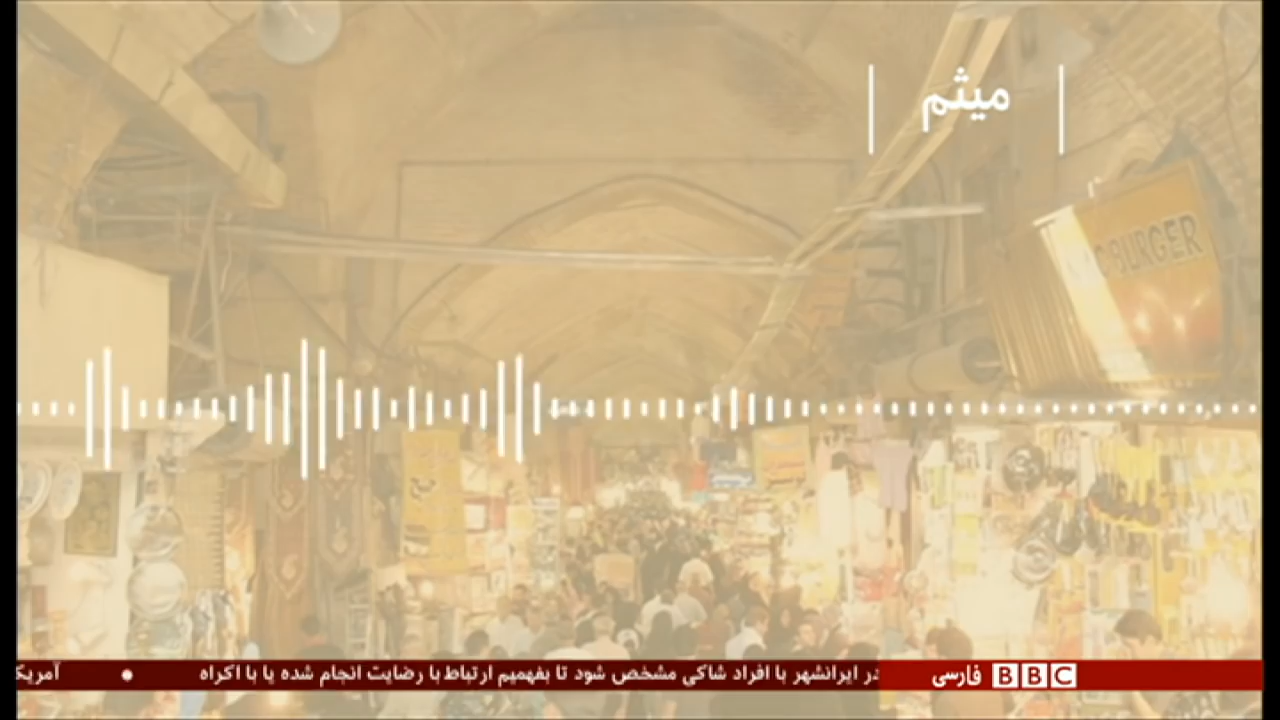 میثم
BURGER
در ایرانشهر با افراد شاکی مشخص شود تا بفهمیم ارتباط با رضایت انجام شده یا با اکراه • آمریک
BBC فارسی